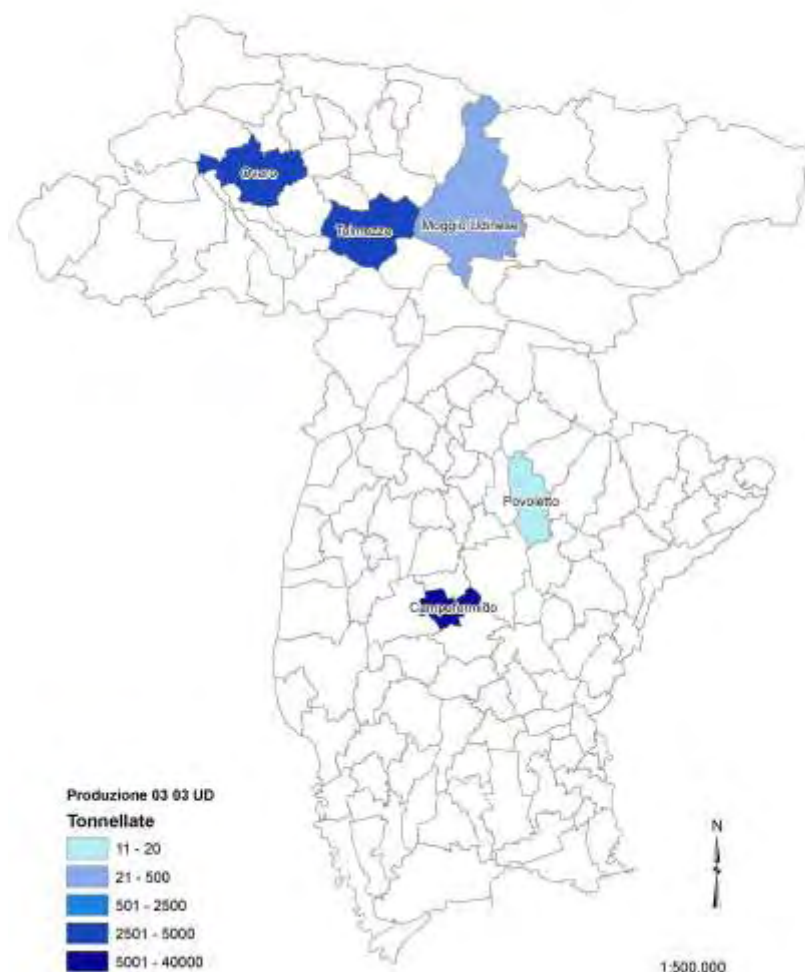 Ovaro
Tolmezzo
Moggio Udinese
Povoletto
Campoformido
Produzione 03 03 UD
Tonnellate
11 - 20
21 - 500
501 - 2500
2501 - 5000
5001 - 40000
N
1:500.000